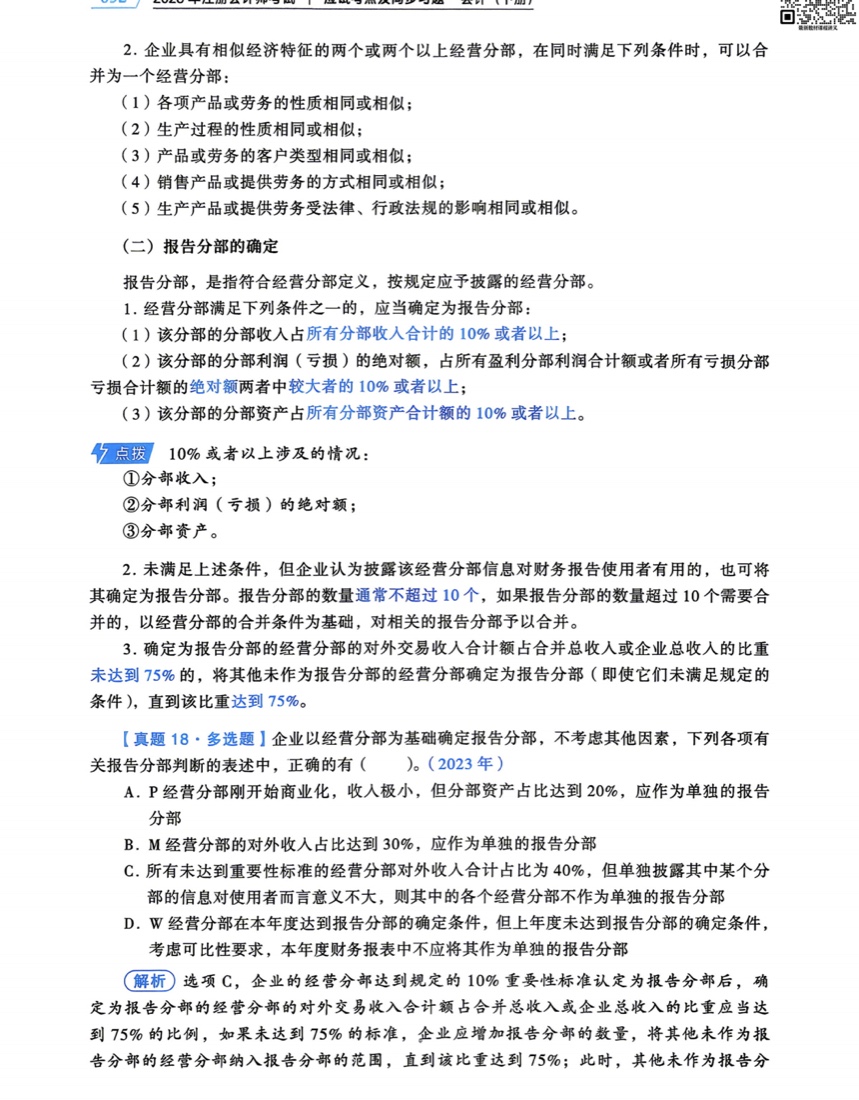 2. 企业具有相似经济特征的两个或两个以上经营分部，在同时满足下列条件时，可以合
并为一个经营分部：
（1）各项产品或劳务的性质相同或相似；
（2）生产过程的性质相同或相似；
（3）产品或劳务的客户类型相同或相似；
（4）销售产品或提供劳务的方式相同或相似；
（5）生产产品或提供劳务受法律、行政法规的影响相同或相似。
（二）报告分部的确定
报告分部，是指符合经营分部定义，按规定应予披露的经营分部。
1. 经营分部满足下列条件之一的，应当确定为报告分部：
（1）该分部的分部收入占所有分部收入合计的 10% 或者以上；
（2）该分部的分部利润（亏损）的绝对额，占所有盈利分部利润合计额或者所有亏损分部
亏损合计额的绝对额两者中较大者的 10% 或者以上；
（3）该分部的分部资产占所有分部资产合计额的 10% 或者以上。
点拨 10% 或者以上涉及的情况：
①分部收入；
②分部利润（亏损）的绝对额；
③分部资产。
2. 未满足上述条件，但企业认为披露该经营分部信息对财务报告使用者有用的，也可将
其确定为报告分部。报告分部的数量通常不超过 10 个，如果报告分部的数量超过 10 个需要合
并的，以经营分部的合并条件为基础，对相关的报告分部予以合并。
3. 确定为报告分部的经营分部的对外交易收入合计额占合并总收入或企业总收入的比重
未达到 75% 的，将其他未作为报告分部的经营分部确定为报告分部（即使它们未满足规定的
条件），直到该比重达到 75%。
【真题 18·多选题】企业以经营分部为基础确定报告分部，不考虑其他因素，下列各项有
关报告分部判断的表述中，正确的有（　　）。（2023 年）
A. P 经营分部刚开始商业化，收入极小，但分部资产占比达到 20%，应作为单独的报告
分部
B. M 经营分部的对外收入占比达到 30%，应作为单独的报告分部
C. 所有未达到重要性标准的经营分部对外收入合计占比为 40%，但单独披露其中某个分
部的信息对使用者而言意义不大，则其中的各个经营分部不作为单独的报告分部
D. W 经营分部在本年度达到报告分部的确定条件，但上年度未达到报告分部的确定条件，
考虑可比性要求，本年度财务报表中不应将其作为单独的报告分部
解析 选项 C，企业的经营分部达到规定的 10% 重要性标准认定为报告分部后，确
定为报告分部的经营分部的对外交易收入合计额占合并总收入或企业总收入的比重应当达
到 75% 的比例，如果未达到 75% 的标准，企业应增加报告分部的数量，将其他未作为报
告分部的经营分部纳入报告分部的范围，直到该比重达到 75%；此时，其他未作为报告分